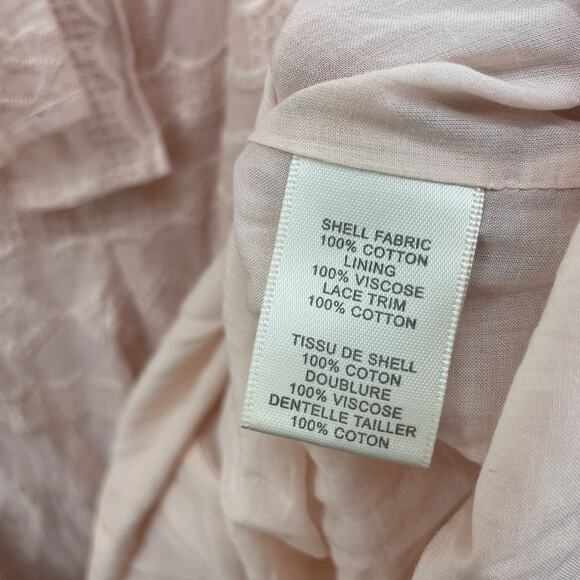 SHELL FABRIC
100% COTTON
LINING
100% VISCOSE
LACE TRIM
100% COTTON
TISSU DE SHELL
100% COTON
DOUBLURE
100% VISCOSE
DENTELLE TAILLER
100% COTON